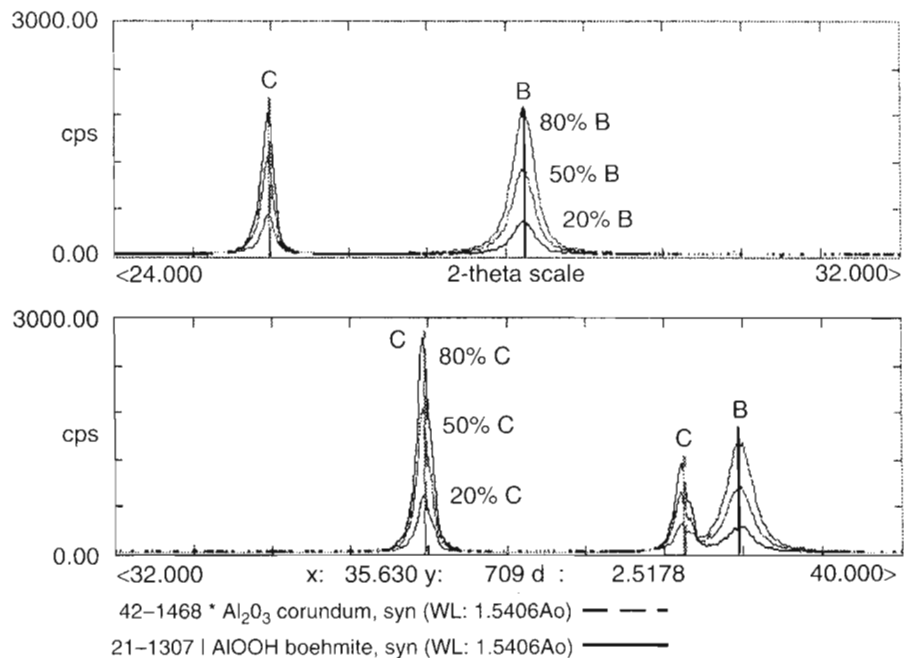 3000.00
C
B
80% B
cps
50% B
20% B
0.00
<24.000 2-theta scale 32.000>
3000.00
C
80% C
50% C
B
cps
C
20% C
0.00
<32.000 x: 35.630 y: 709 d : 2.5178 40.000>
42–1468 * Al₂0₃ corundum, syn (WL: 1.5406Ao)
21–1307 | AlOOH boehmite, syn (WL: 1.5406Ao)